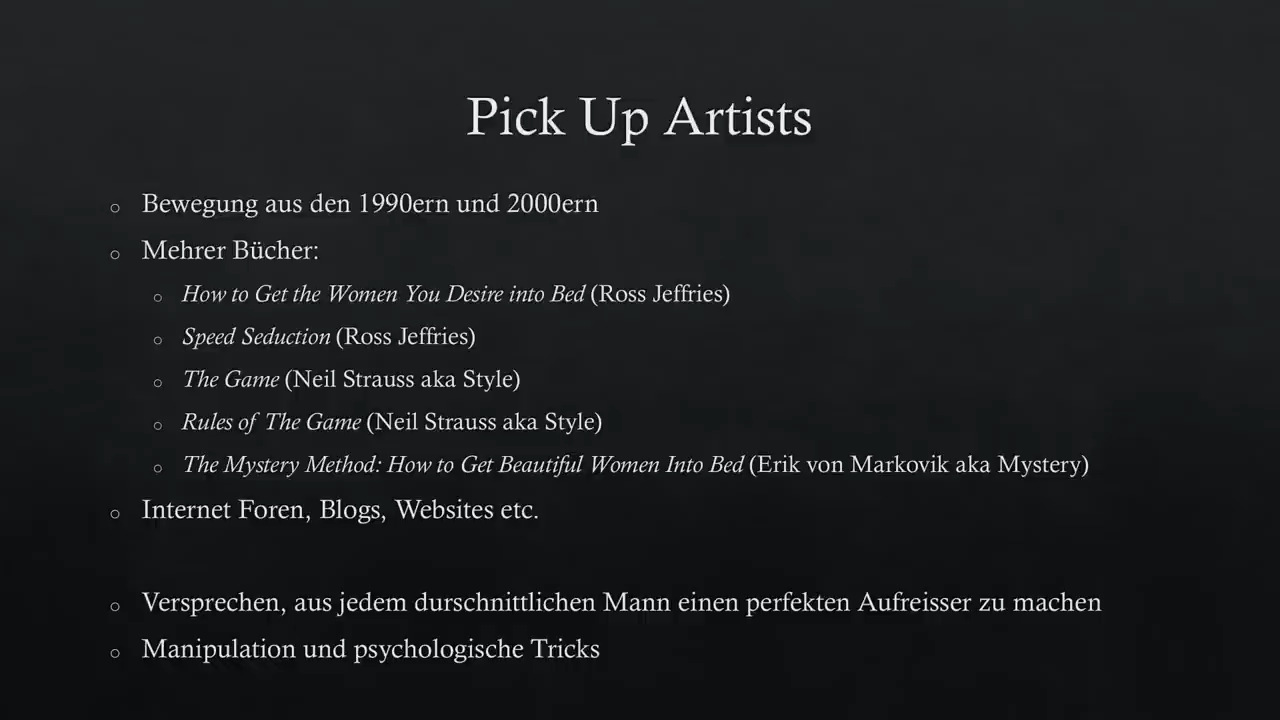 Pick Up Artists
Bewegung aus den 1990ern und 2000ern
Mehrer Bücher:
How to Get the Women You Desire into Bed (Ross Jeffries)
Speed Seduction (Ross Jeffries)
The Game (Neil Strauss aka Style)
Rules of The Game (Neil Strauss aka Style)
The Mystery Method: How to Get Beautiful Women Into Bed (Erik von Markovik aka Mystery)
Internet Foren, Blogs, Websites etc.
Versprechen, aus jedem durschnittlichen Mann einen perfekten Aufreisser zu machen
Manipulation und psychologische Tricks